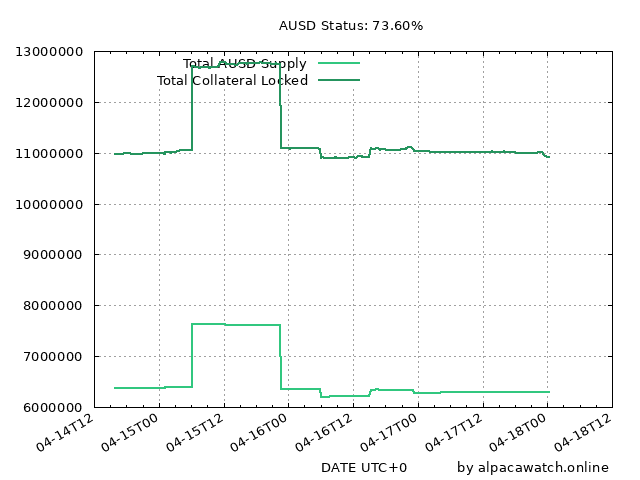 AUSD Status: 73.60%
13000000
Total AUSD Supply
Total Collateral Locked
12000000
11000000
10000000
9000000
8000000
7000000
6000000
04-14T12
04-15T00
04-15T12
04-16T00
04-16T12
04-17T00
04-17T12
04-18T00
04-18T12
DATE UTC+0
by alpacawatch.online